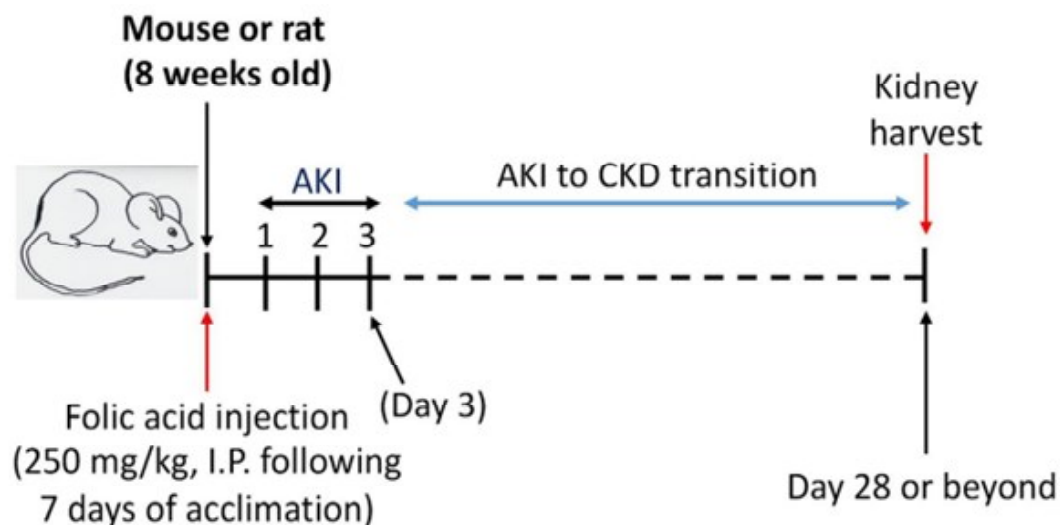 Mouse or rat
(8 weeks old)
Kidney
harvest
AKI
AKI to CKD transition
1 2 3
(Day 3)
Folic acid injection
(250 mg/kg, I.P. following
7 days of acclimation)
Day 28 or beyond